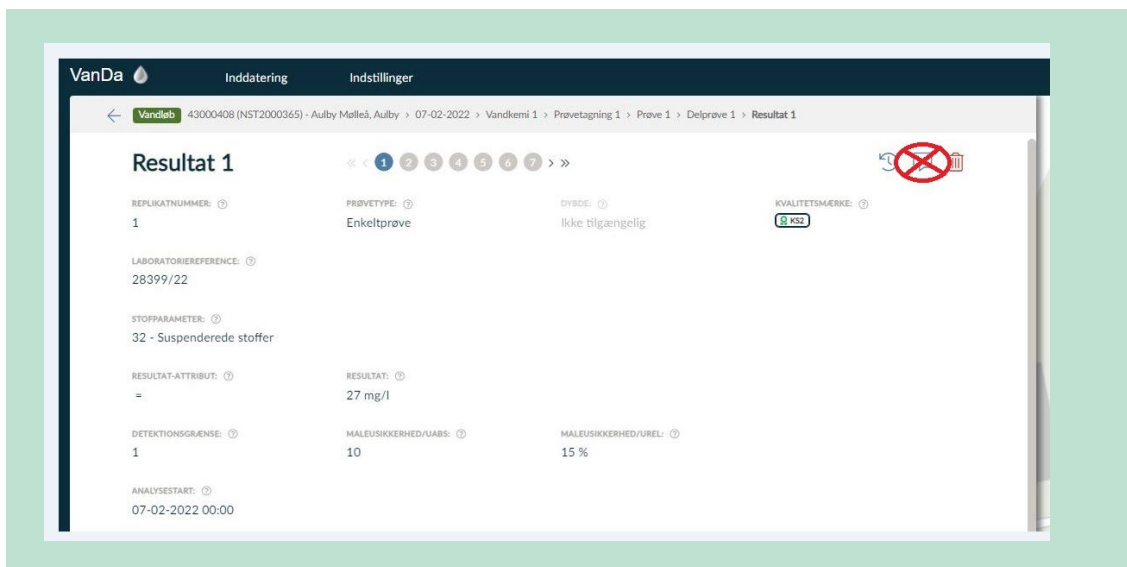 VanDa Inddatering Indstillinger
Vandløb 43000408 (NST2000365) - Aulby Mølleå, Aulby > 07-02-2022 > Vandkemi 1 > Prøvetagning 1 > Prøve 1 > Delprøve 1 > Resultat 1
Resultat 1 « < 1 2 3 4 5 6 7 > »
REPLIKATNUMMER: PRØVETYPE: DYBDE: KVALITETSMÆRKE:
1 Enkeltprøve Ikke tilgængelig KS2
LABORATORIEREFERENCE:
28399/22
STOFPARAMETER:
32 - Suspenderede stoffer
RESULTAT-ATTRIBUT: RESULTAT:
= 27 mg/l
DETEKTIONSGRÆNSE: MALEUSIKKERHED/UABS: MALEUSIKKERHED/UREL:
1 10 15 %
ANALYSESTART:
07-02-2022 00:00